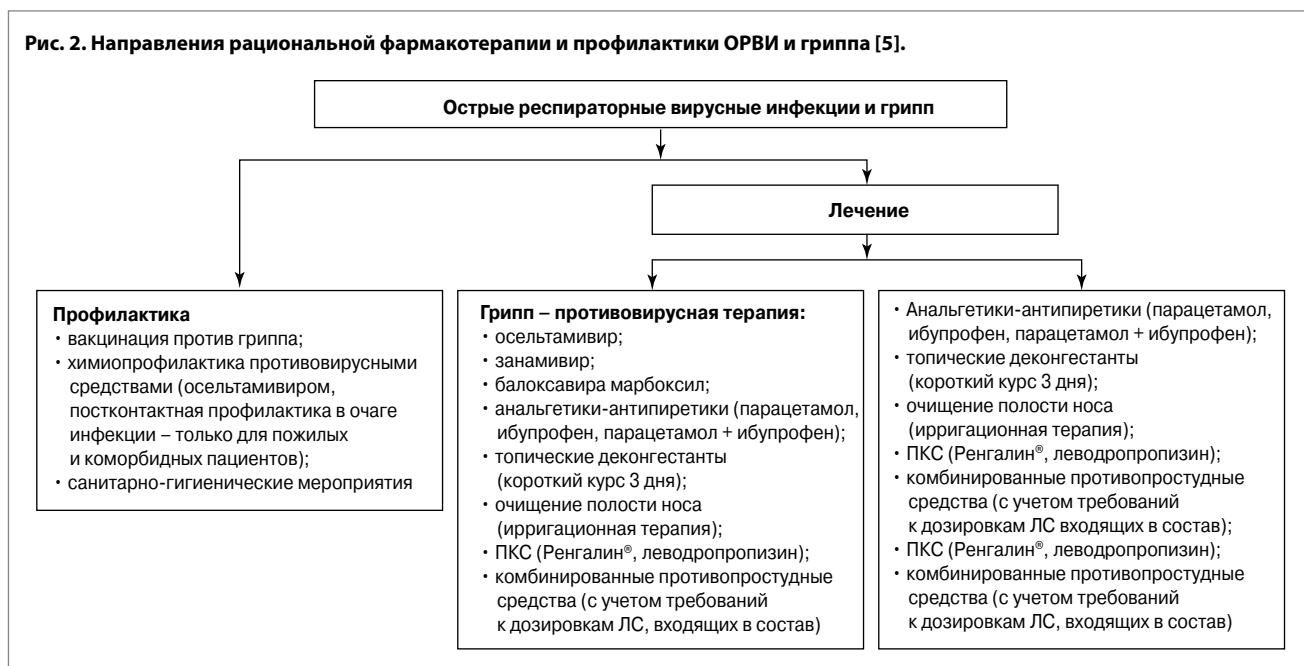 Рис. 2. Направления рациональной фармакотерапии и профилактики ОРВИ и гриппа [5].
Острые респираторные вирусные инфекции и грипп
Лечение
Профилактика
• вакцинация против гриппа;
• химиопрофилактика противовирусными
средствами (осельтамивиром,
постконтактная профилактика в очаге
инфекции – только для пожилых
и коморбидных пациентов);
• санитарно-гигиенические мероприятия
Грипп – противовирусная терапия:
• осельтамивир;
• занамивир;
• балоксавира марбоксил;
• анальгетики-антипиретики (парацетамол,
ибупрофен, парацетамол + ибупрофен);
• топические деконгестанты
(короткий курс 3 дня);
• очищение полости носа
(ирригационная терапия);
• ПКС (Ренгалин®, леводропропизин);
• комбинированные противопростудные
средства (с учетом требований
к дозировкам ЛС, входящих в состав)
• Анальгетики-антипиретики (парацетамол,
ибупрофен, парацетамол + ибупрофен);
• топические деконгестанты
(короткий курс 3 дня);
• очищение полости носа
(ирригационная терапия);
• ПКС (Ренгалин®, леводропропизин);
• комбинированные противопростудные
средства (с учетом требований
к дозировкам ЛС входящих в состав);
• ПКС (Ренгалин®, леводропропизин);
• комбинированные противопростудные
средства (с учетом требований
к дозировкам ЛС, входящих в состав)